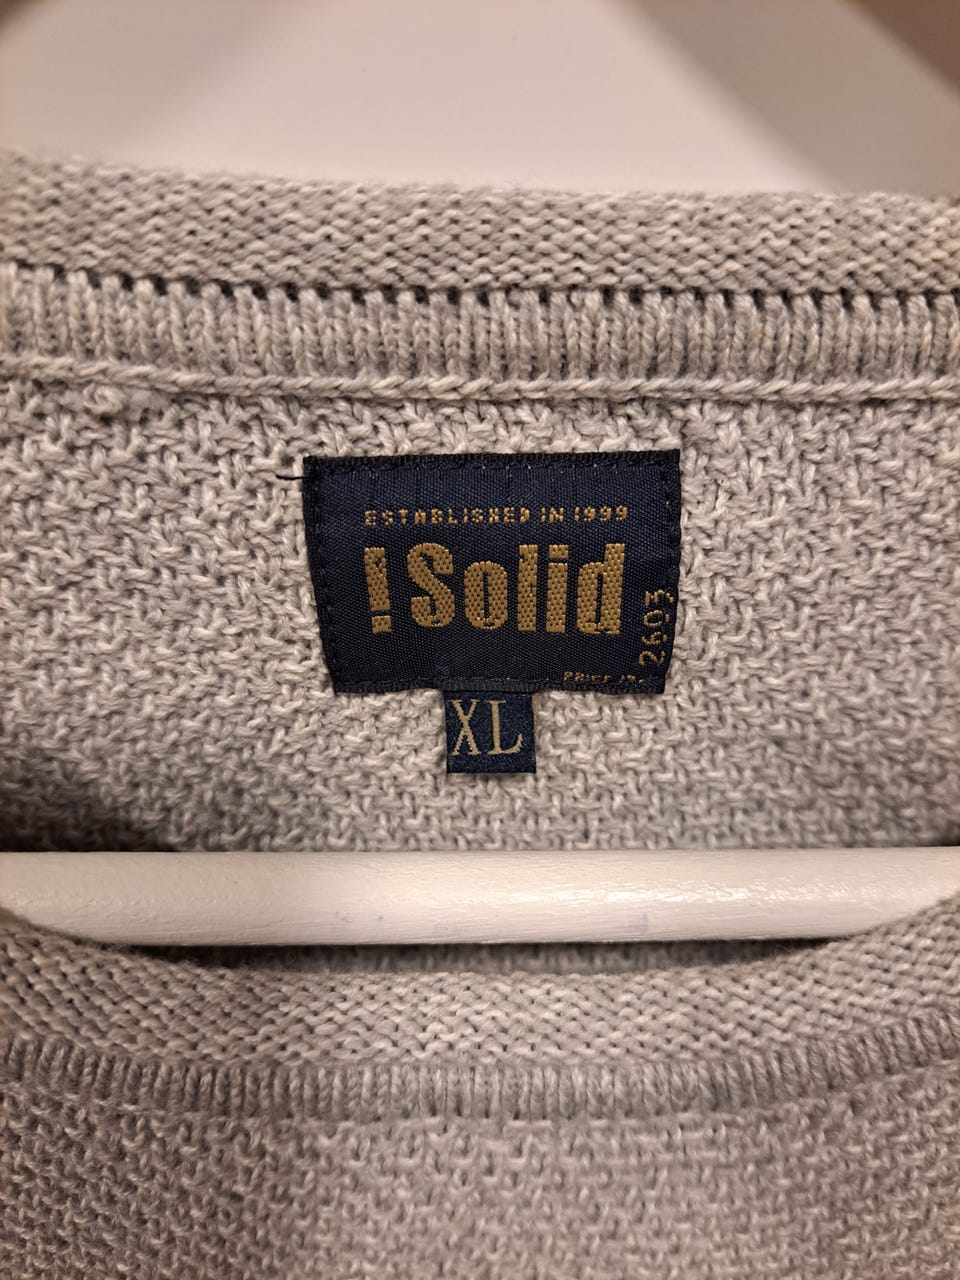 ESTABLISHED IN 1999
!Solid
2603
XL